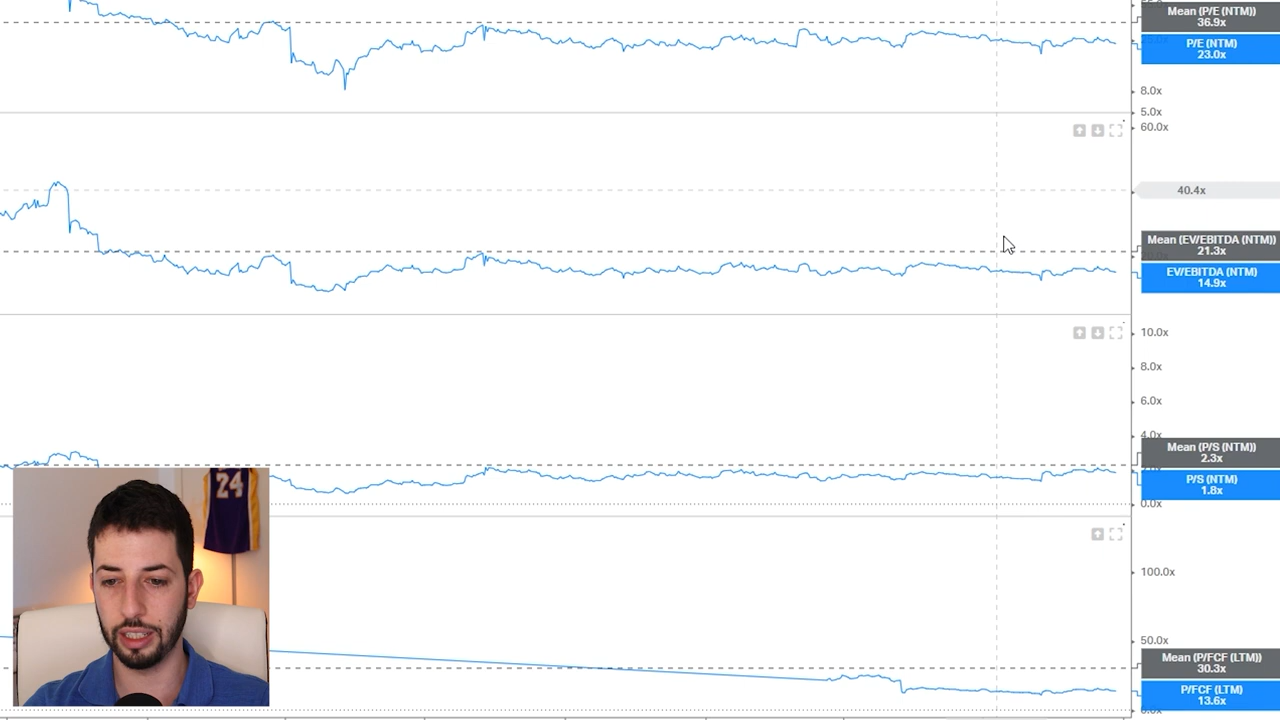 Mean (P/E (NTM))
36.9x
P/E (NTM)
23.0x
8.0x
5.0x
60.0x
40.4x
Mean (EV/EBITDA (NTM))
21.3x
EV/EBITDA (NTM)
14.9x
10.0x
8.0x
6.0x
4.0x
Mean (P/S (NTM))
2.3x
P/S (NTM)
1.8x
0.0x
24
100.0x
50.0x
Mean (P/FCF (LTM))
30.3x
P/FCF (LTM)
13.6x